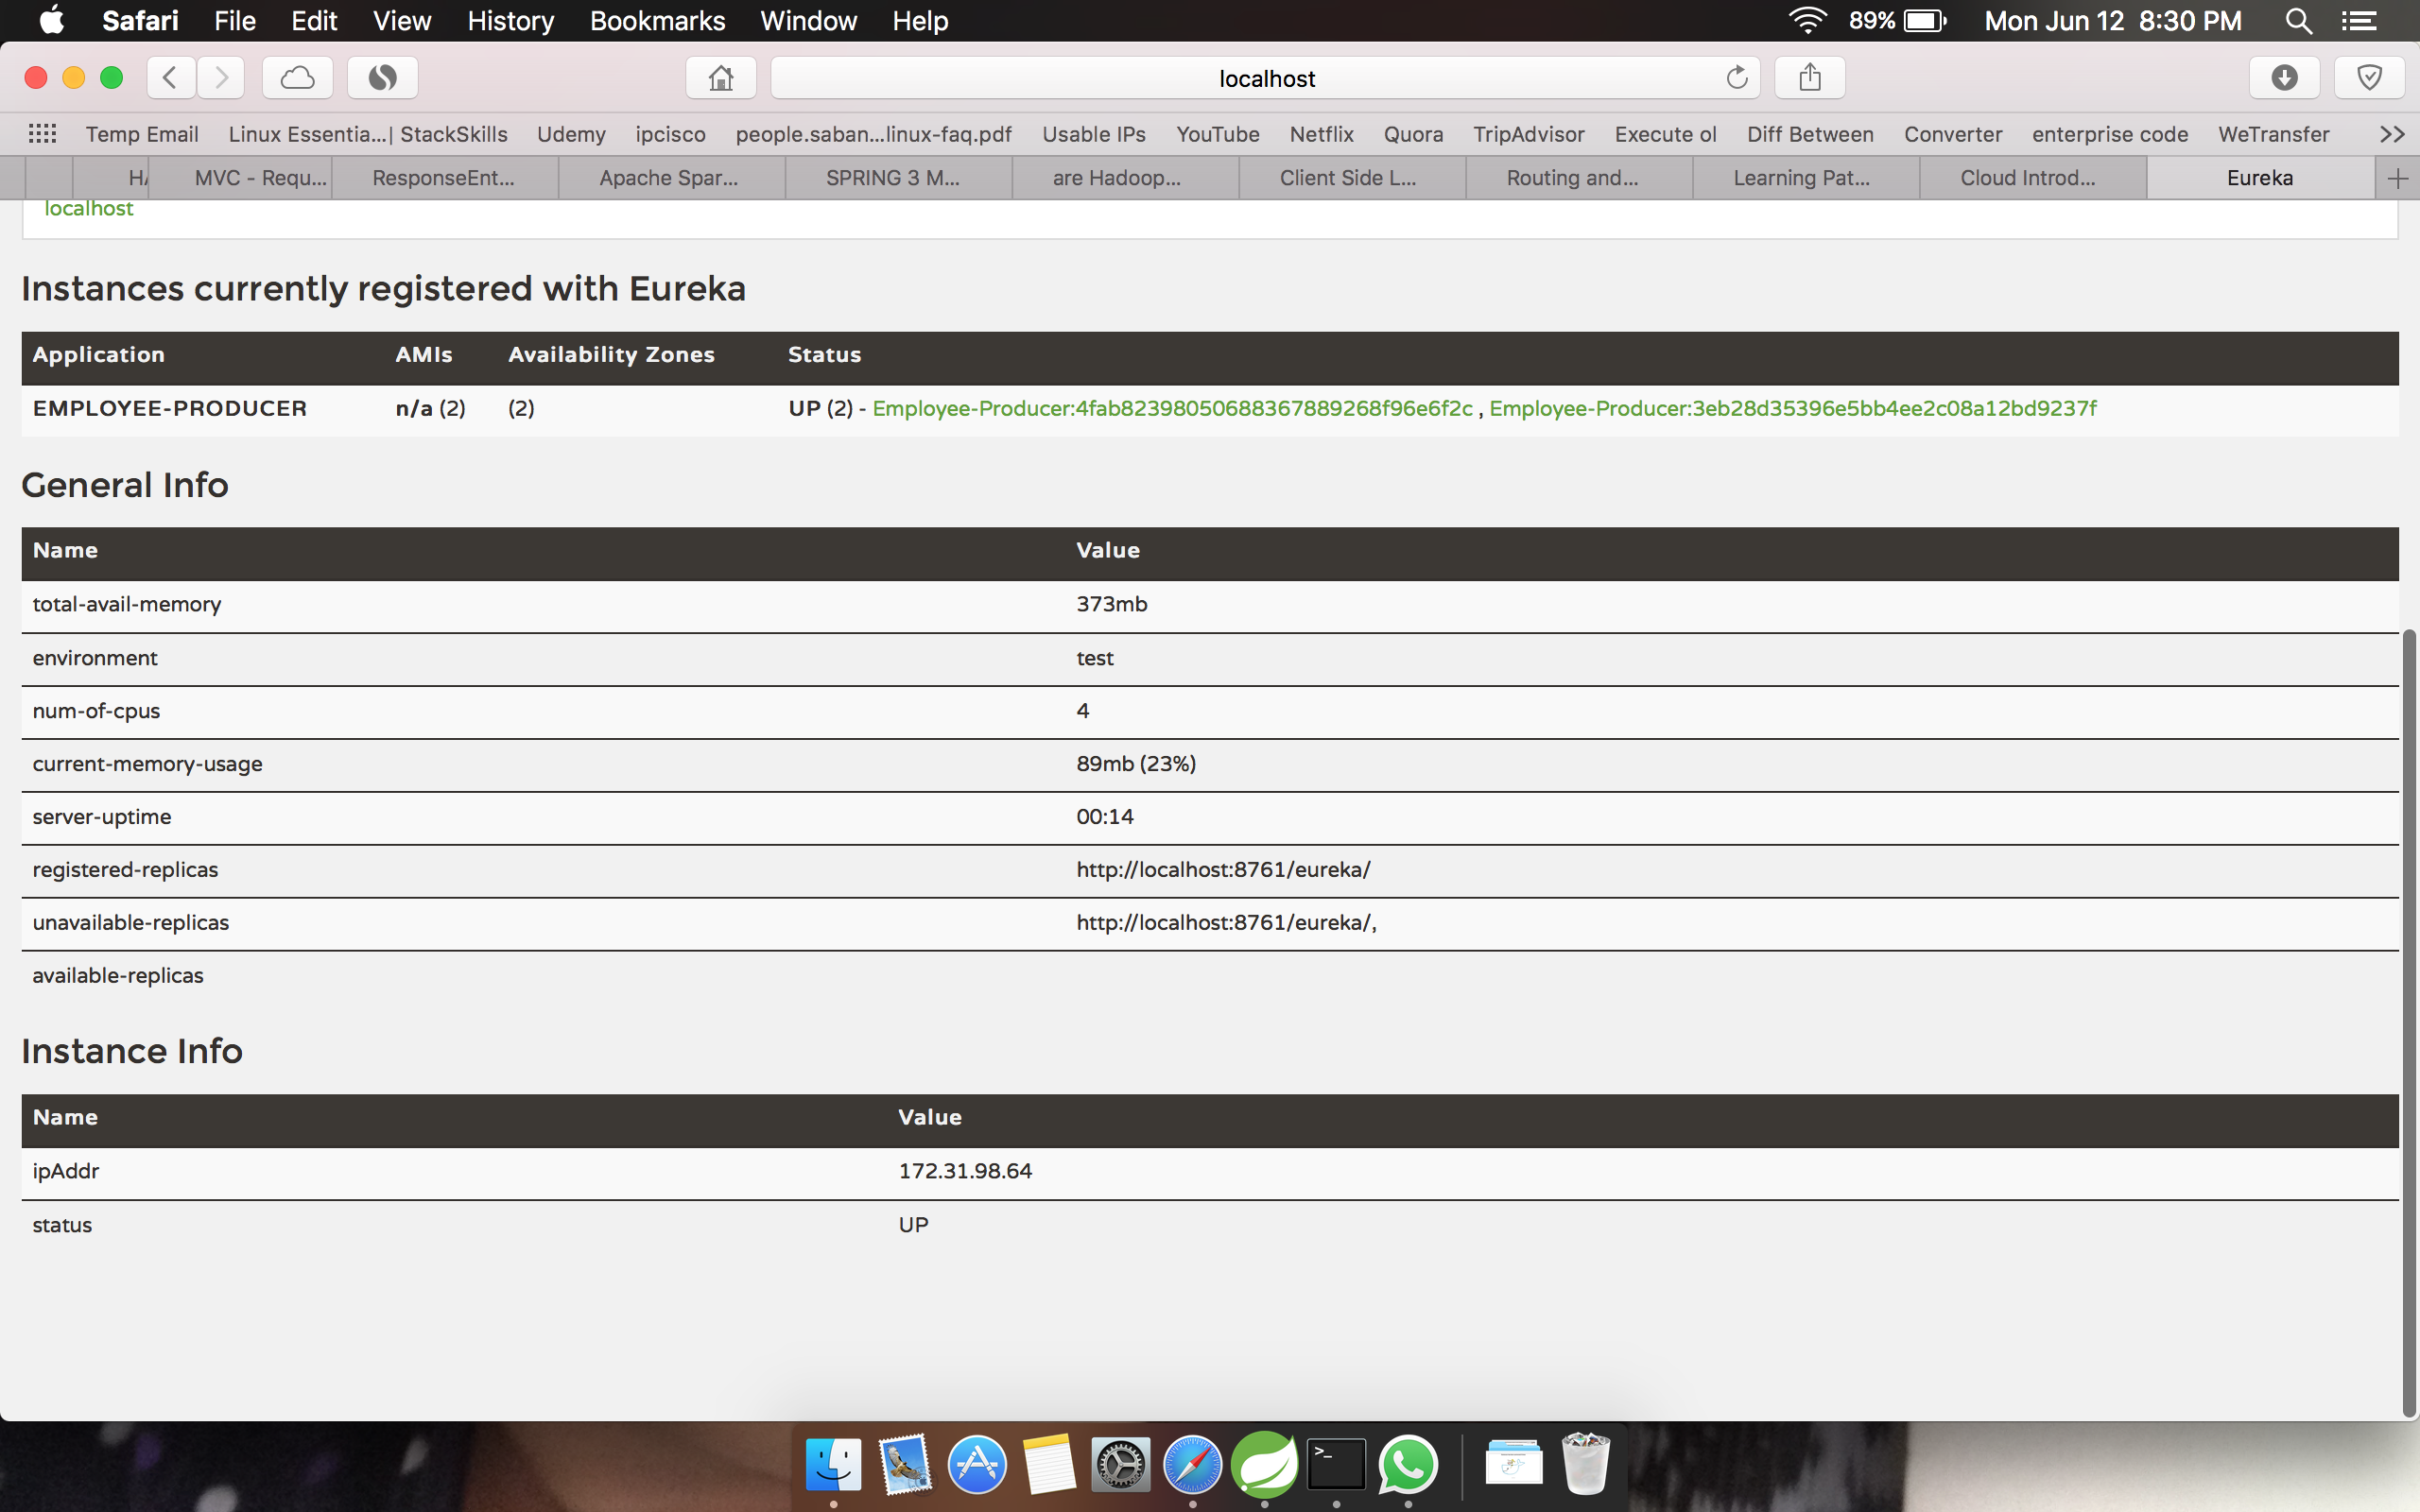 Safari File Edit View History Bookmarks Window Help 89% Mon Jun 12 8:30 PM
localhost
Temp Email Linux Essentia...| StackSkills Udemy ipcisco people.saban...linux-faq.pdf Usable IPs YouTube Netflix Quora TripAdvisor Execute ol Diff Between Converter enterprise code WeTransfer >>
MVC - Requ... ResponseEnt... Apache Spar... SPRING 3 M... are Hadoop... Client Side L... Routing and... Learning Pat... Cloud Introd... Eureka
localhost
Instances currently registered with Eureka
Application AMIs Availability Zones Status
EMPLOYEE-PRODUCER n/a (2) (2) UP (2) - Employee-Producer:4fab82398050688367889268f96e6f2c , Employee-Producer:3eb28d35396e5bb4ee2c08a12bd9237f
General Info
Name Value
total-avail-memory 373mb
environment test
num-of-cpus 4
current-memory-usage 89mb (23%)
server-uptime 00:14
registered-replicas http://localhost:8761/eureka/
unavailable-replicas http://localhost:8761/eureka/,
available-replicas
Instance Info
Name Value
ipAddr 172.31.98.64
status UP